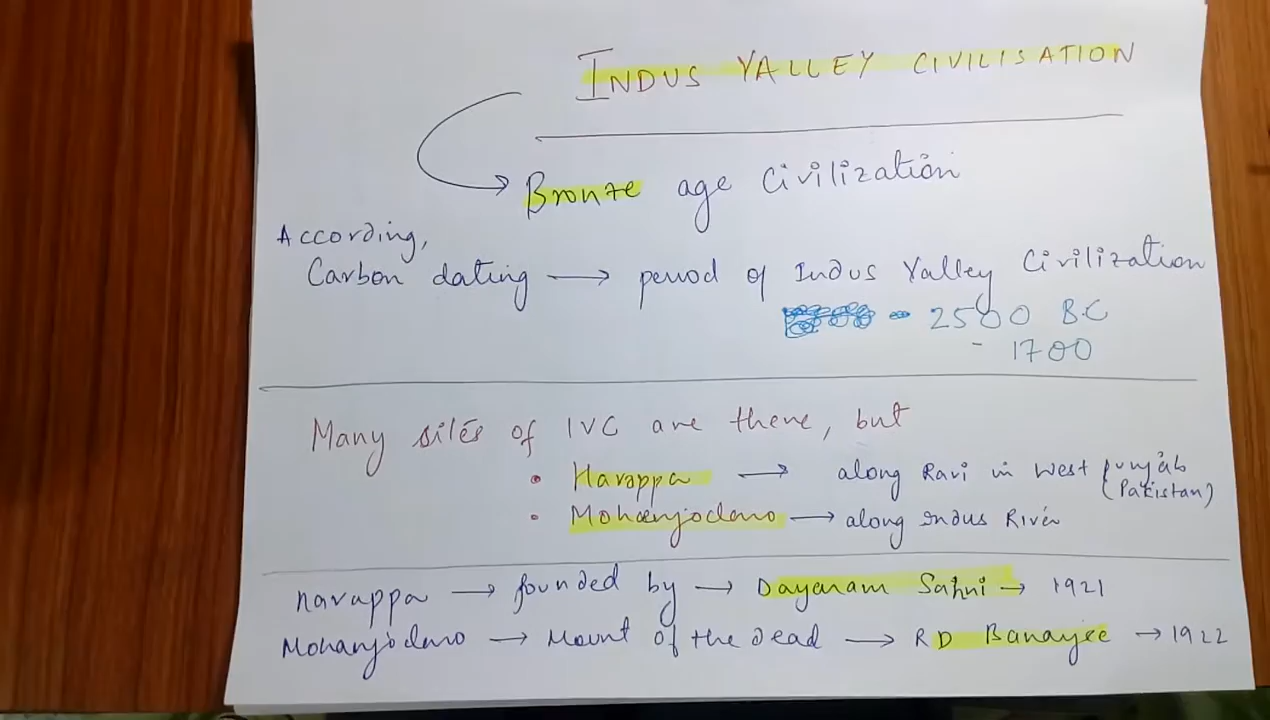 INDUS VALLEY CIVILISATION
Bronze age Civilization
According,
Carbon dating → period of Indus Valley Civilization
- 2500 BC
- 1700
Many sites of IVC are there, but
• Harappa → along Ravi in West Punjab
(Pakistan)
• Mohenjodaro → along Indus River
Harappa → founded by → Dayaram Sahni → 1921
Mohanjodaro → Mount of the Dead → RD Banarjee → 1922